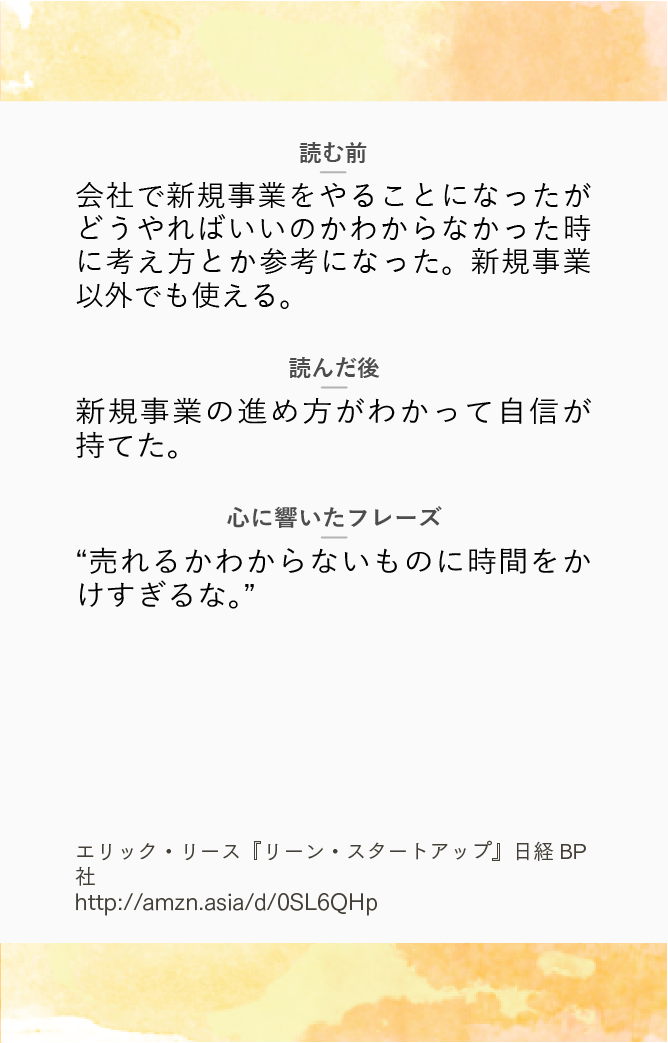 読む前
会社で新規事業をやることになったが
どうやればいいのかわからなかった時
に考え方とか参考になった。新規事業
以外でも使える。
読んだ後
新規事業の進め方がわかって自信が
持てた。
心に響いたフレーズ
“売れるかわからないものに時間をか
けすぎるな。”
エリック・リース『リーン・スタートアップ』日経 BP
社
http://amzn.asia/d/0SL6QHp